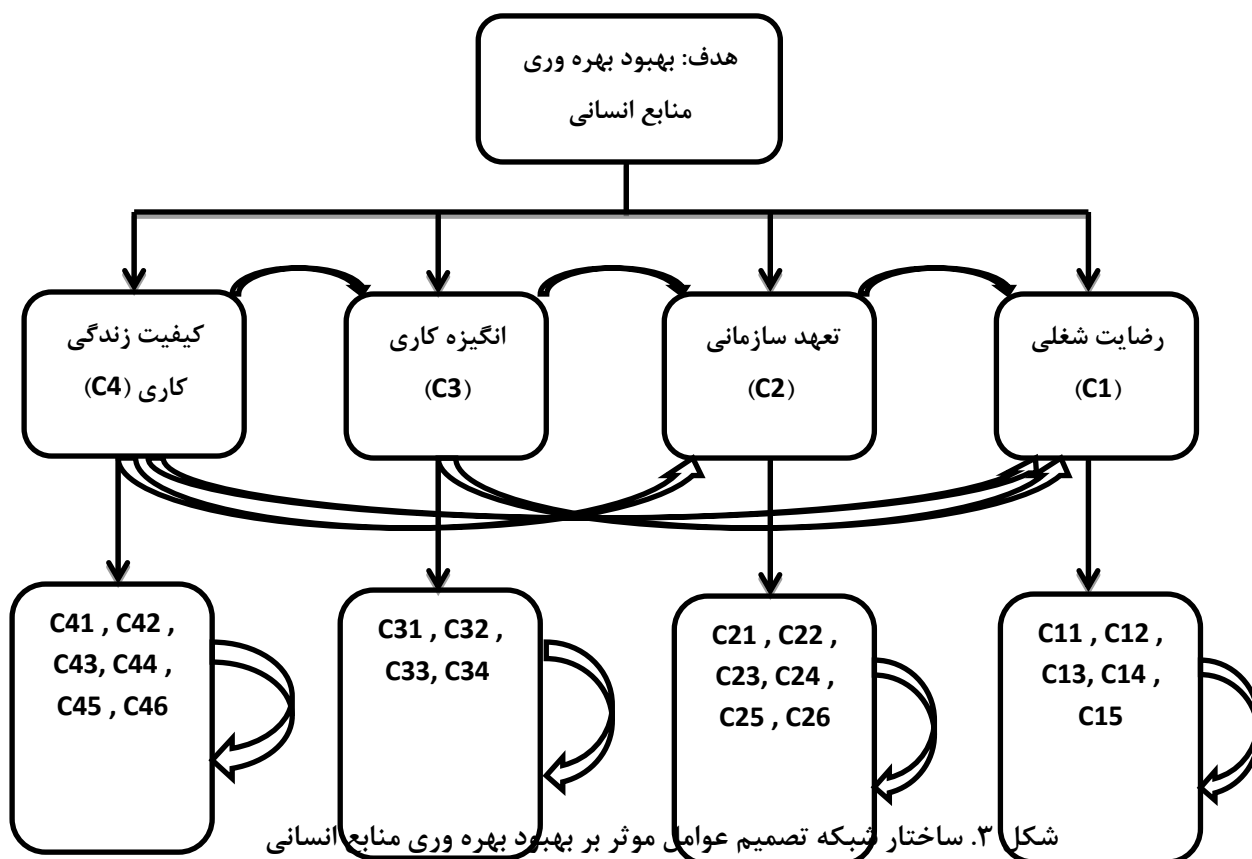 هدف: بهبود بهره وری
منابع انسانی
رضایت شغلی
(C1)
تعهد سازمانی
(C2)
انگیزه کاری
(C3)
کیفیت زندگی
کاری (C4)
C11 , C12 ,
C13, C14 ,
C15
C21 , C22 ,
C23, C24 ,
C25 , C26
C31 , C32 ,
C33, C34
C41 , C42 ,
C43, C44 ,
C45 , C46
شکل ۳. ساختار شبکه تصمیم عوامل موثر بر بهبود بهره وری منابع انسانی